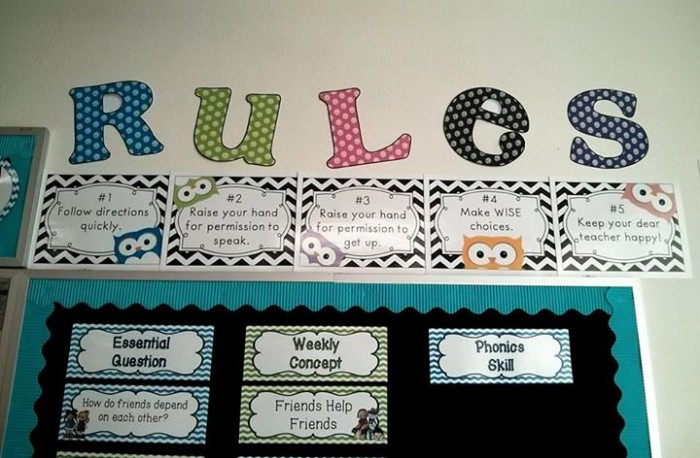 RuLeS
#1
Follow directions
quickly.
#2
Raise your hand
for permission to
speak.
#3
Raise your hand
for permission to
get up.
#4
Make WISE
choices.
#5
Keep your dear
teacher happy!
Essential
Question
Weekly
Concept
Phonics
Skill
How do friends depend
on each other?
Friends Help
Friends